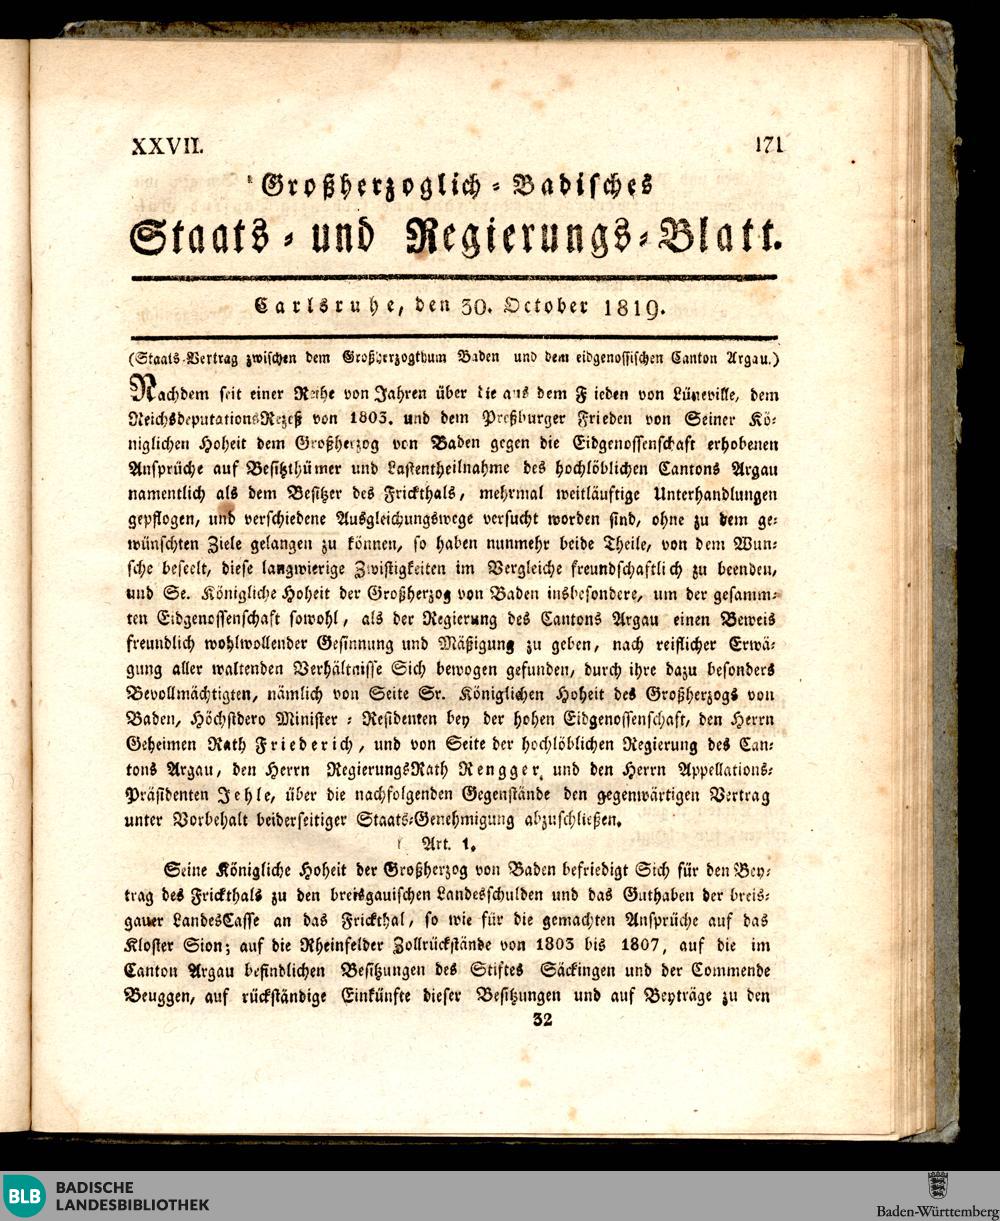 XXVII. 171
Großherzoglich-Badisches
Staats- und Regierungs-Blatt.
Carlsruhe, den 30. October 1819.
(Staats-Vertrag zwischen dem Großherzogthum Baden und dem eidgenossischen Canton Argau.)
Nachdem seit einer Reihe von Jahren über die aus dem Frieden von Lüneville, dem
ReichsdeputationsRezeß von 1803. und dem Preßburger Frieden von Seiner Kö-
niglichen Hoheit dem Großherzog von Baden gegen die Eidgenossenschaft erhobenen
Ansprüche auf Besitzthümer und Lastentheilnahme des hochlöblichen Cantons Argau
namentlich als dem Besitzer des Frickthals, mehrmal weitläuftige Unterhandlungen
gepflogen, und verschiedene Ausgleichungswege versucht worden sind, ohne zu dem ge-
wünschten Ziele gelangen zu können, so haben nunmehr beide Theile, von dem Wun-
sche beseelt, diese langwierige Zwistigkeiten im Vergleiche freundschaftlich zu beenden,
und Se. Königliche Hoheit der Großherzog von Baden insbesondere, um der gesamm-
ten Eidgenossenschaft sowohl, als der Regierung des Cantons Argau einen Beweis
freundlich wohlwollender Gesinnung und Mäßigung zu geben, nach reiflicher Erwä-
gung aller waltenden Verhältnisse Sich bewogen gefunden, durch ihre dazu besonders
Bevollmächtigten, nämlich von Seite Sr. Königlichen Hoheit des Großherzogs von
Baden, Höchstdero Minister-Residenten bey der hohen Eidgenossenschaft, den Herrn
Geheimen Rath Friederich, und von Seite der hochlöblichen Regierung des Can-
tons Argau, den Herrn RegierungsRath Rengger, und den Herrn Appellations-
Präsidenten Jehle, über die nachfolgenden Gegenstände den gegenwärtigen Vertrag
unter Vorbehalt beiderseitiger Staats-Genehmigung abzuschließen.
Art. 1.
Seine Königliche Hoheit der Großherzog von Baden befriedigt Sich für den Bey-
trag des Frickthals zu den breisgauischen Landesschulden und das Guthaben der breis-
gauer LandesCasse an das Frickthal, so wie für die gemachten Ansprüche auf das
Kloster Sion; auf die Rheinfelder Zollrückstände von 1803 bis 1807, auf die im
Canton Argau befindlichen Besitzungen des Stiftes Säckingen und der Commende
Beuggen, auf rückständige Einkünfte dieser Besitzungen und auf Beyträge zu den
32
BLB BADISCHE
LANDESBIBLIOTHEK
Baden-Württemberg